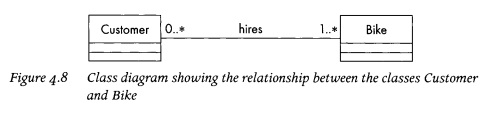 Customer 0..* hires 1..* Bike
Figure 4.8 Class diagram showing the relationship between the classes Customer
and Bike